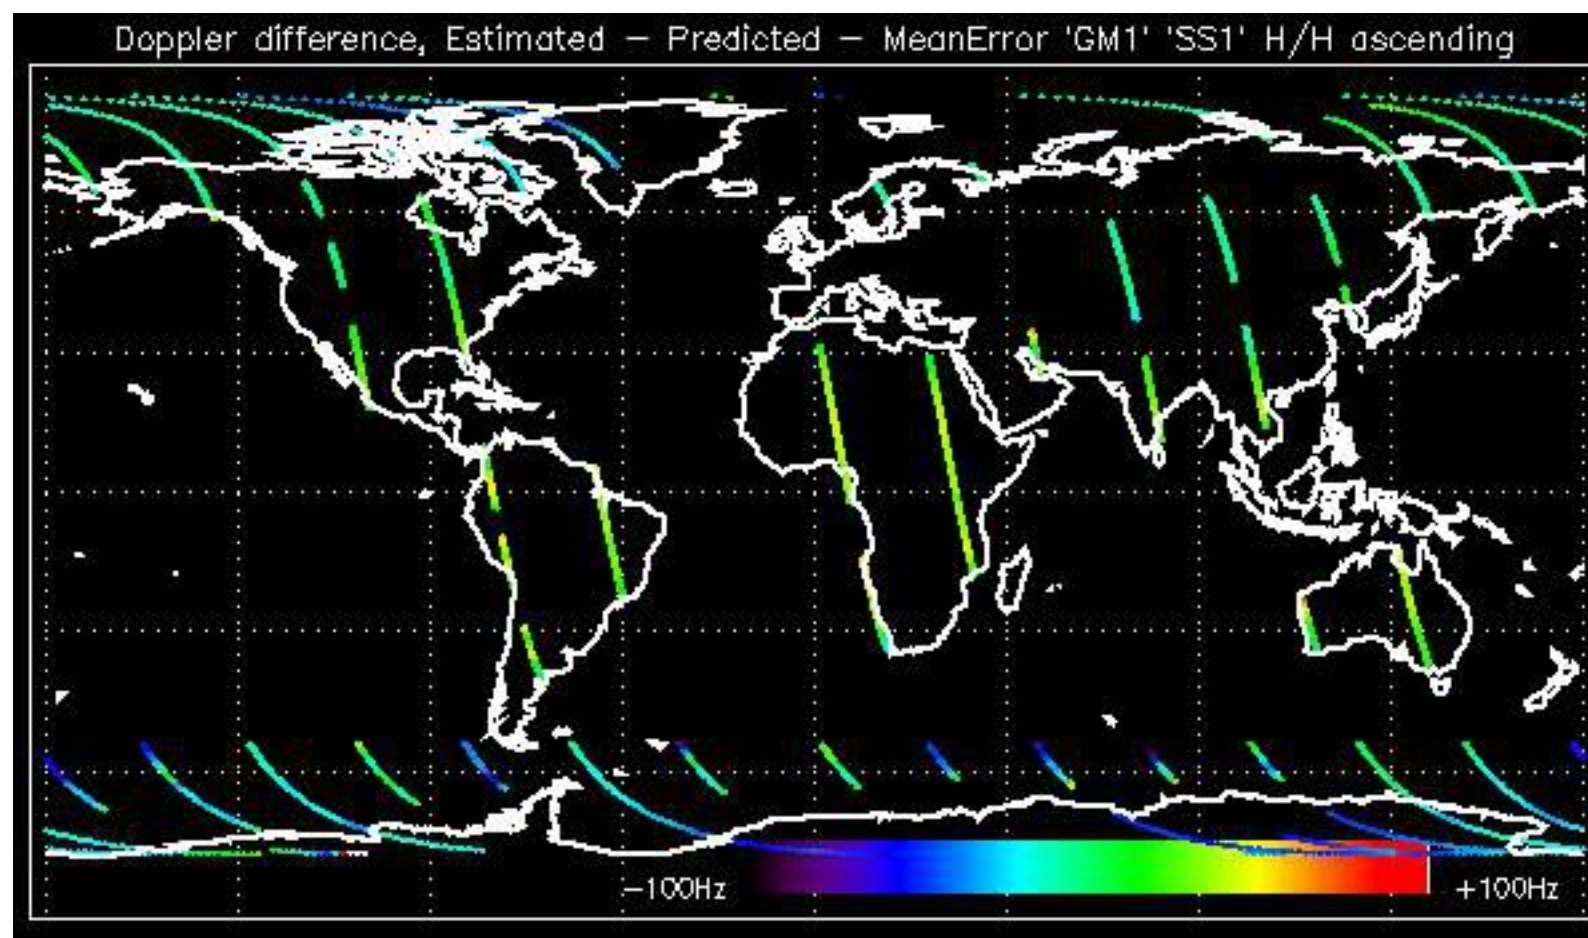 Doppler difference, Estimated – Predicted – MeanError 'GM1' 'SS1' H/H ascending
−100Hz +100Hz